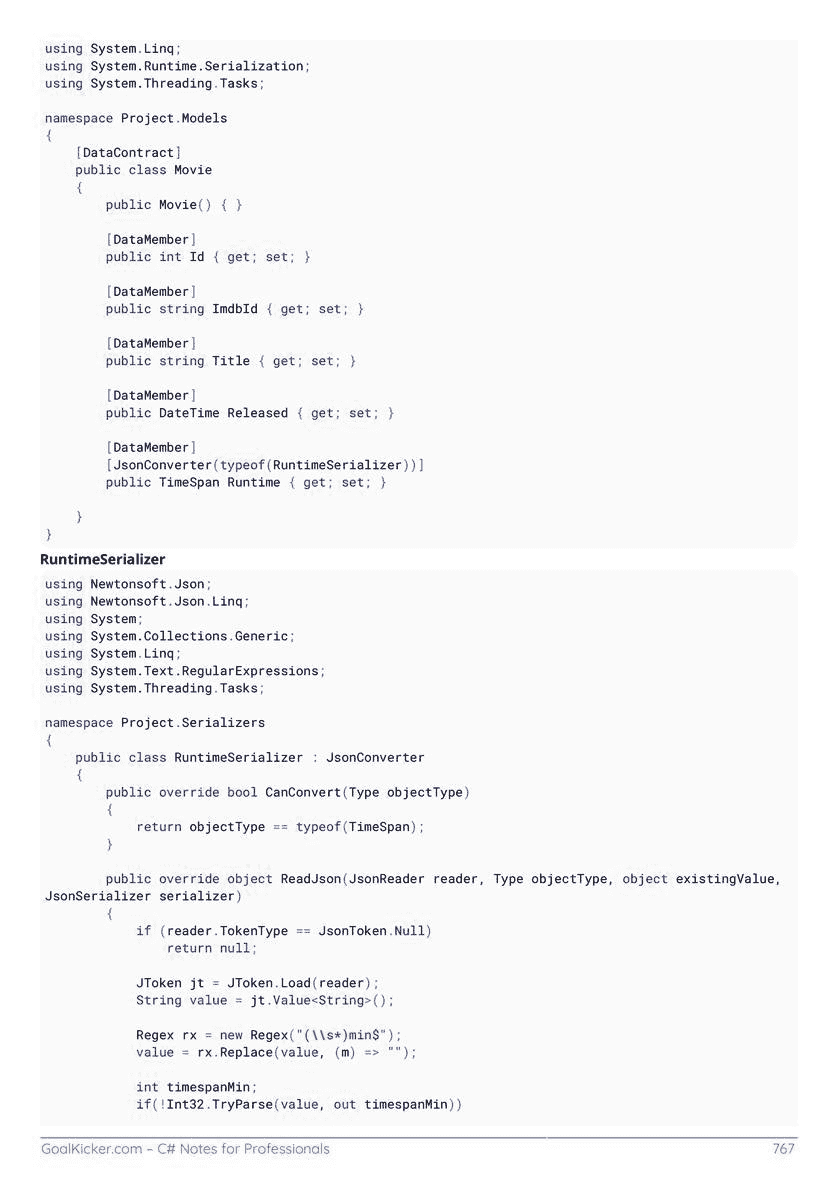 using System.Linq;
using System.Runtime.Serialization;
using System.Threading.Tasks;

namespace Project.Models
{
    [DataContract]
    public class Movie
    {
        public Movie() { }

        [DataMember]
        public int Id { get; set; }

        [DataMember]
        public string ImdbId { get; set; }

        [DataMember]
        public string Title { get; set; }

        [DataMember]
        public DateTime Released { get; set; }

        [DataMember]
        [JsonConverter(typeof(RuntimeSerializer))]
        public TimeSpan Runtime { get; set; }

    }
}
RuntimeSerializer
using Newtonsoft.Json;
using Newtonsoft.Json.Linq;
using System;
using System.Collections.Generic;
using System.Linq;
using System.Text.RegularExpressions;
using System.Threading.Tasks;

namespace Project.Serializers
{
    public class RuntimeSerializer : JsonConverter
    {
        public override bool CanConvert(Type objectType)
        {
            return objectType == typeof(TimeSpan);
        }

        public override object ReadJson(JsonReader reader, Type objectType, object existingValue,
JsonSerializer serializer)
        {
            if (reader.TokenType == JsonToken.Null)
                return null;

            JToken jt = JToken.Load(reader);
            String value = jt.Value<String>();

            Regex rx = new Regex("(\\s*)min$");
            value = rx.Replace(value, (m) => "");

            int timespanMin;
            if(!Int32.TryParse(value, out timespanMin))
GoalKicker.com – C# Notes for Professionals
767